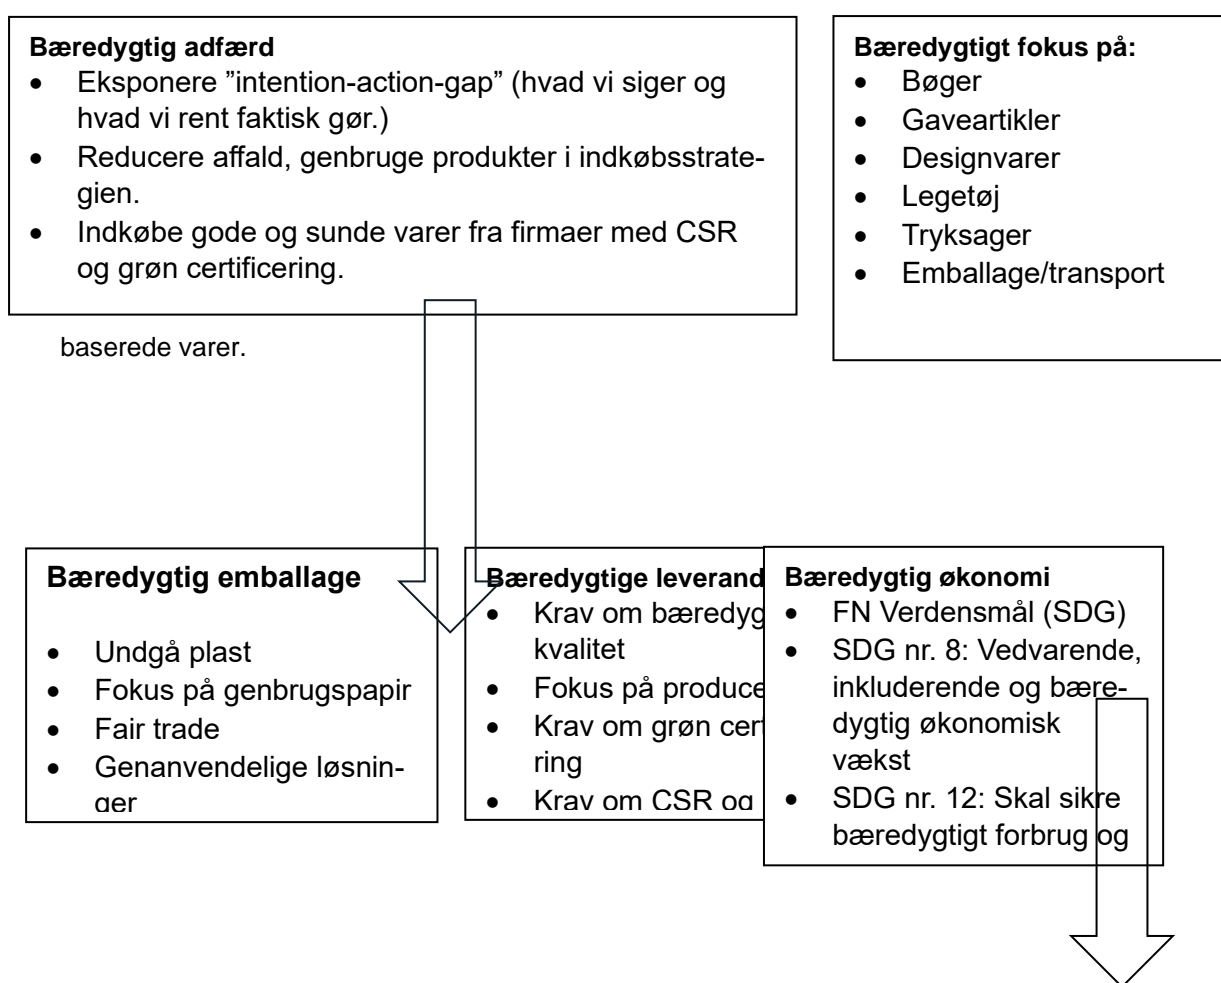 Bæredygtig adfærd
• Eksponere ”intention-action-gap” (hvad vi siger og
hvad vi rent faktisk gør.)
• Reducere affald, genbruge produkter i indkøbsstrate-
gien.
• Indkøbe gode og sunde varer fra firmaer med CSR
og grøn certificering.
baserede varer.
Bæredygtigt fokus på:
• Bøger
• Gaveartikler
• Designvarer
• Legetøj
• Tryksager
• Emballage/transport
Bæredygtig emballage
• Undgå plast
• Fokus på genbrugspapir
• Fair trade
• Genanvendelige løsnin-
ger
Bæredygtige leverand
• Krav om bæredyg
kvalitet
• Fokus på produce
• Krav om grøn cert
ring
• Krav om CSR og
Bæredygtig økonomi
• FN Verdensmål (SDG)
• SDG nr. 8: Vedvarende,
inkluderende og bære-
dygtig økonomisk
vækst
• SDG nr. 12: Skal sikre
bæredygtigt forbrug og